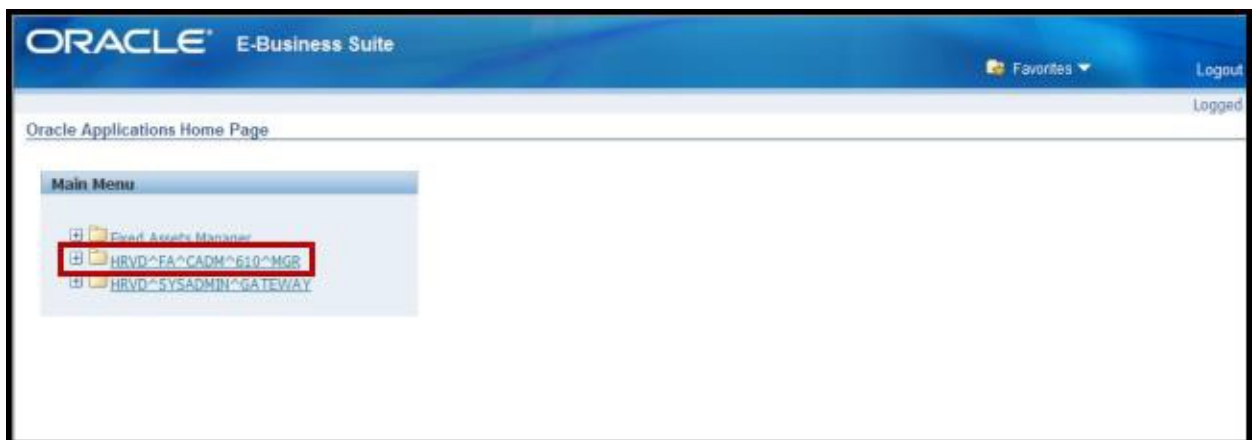 ORACLE E-Business Suite
Favorites
Logout
Logged
Oracle Applications Home Page
Main Menu
Fixed Assets Manager
HRVD^FA^CADM^610^MGR
HRVD^SYSADMIN^GATEWAY